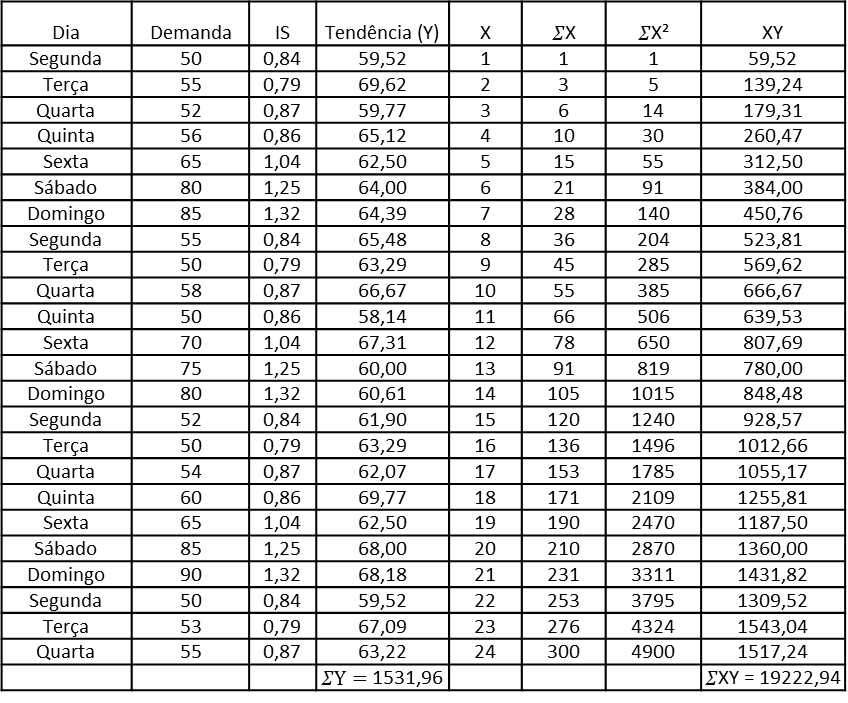 Dia Demanda IS Tendência (Y) X ΣX ΣX² XY
Segunda 50 0,84 59,52 1 1 1 59,52
Terça 55 0,79 69,62 2 3 5 139,24
Quarta 52 0,87 59,77 3 6 14 179,31
Quinta 56 0,86 65,12 4 10 30 260,47
Sexta 65 1,04 62,50 5 15 55 312,50
Sábado 80 1,25 64,00 6 21 91 384,00
Domingo 85 1,32 64,39 7 28 140 450,76
Segunda 55 0,84 65,48 8 36 204 523,81
Terça 50 0,79 63,29 9 45 285 569,62
Quarta 58 0,87 66,67 10 55 385 666,67
Quinta 50 0,86 58,14 11 66 506 639,53
Sexta 70 1,04 67,31 12 78 650 807,69
Sábado 75 1,25 60,00 13 91 819 780,00
Domingo 80 1,32 60,61 14 105 1015 848,48
Segunda 52 0,84 61,90 15 120 1240 928,57
Terça 50 0,79 63,29 16 136 1496 1012,66
Quarta 54 0,87 62,07 17 153 1785 1055,17
Quinta 60 0,86 69,77 18 171 2109 1255,81
Sexta 65 1,04 62,50 19 190 2470 1187,50
Sábado 85 1,25 68,00 20 210 2870 1360,00
Domingo 90 1,32 68,18 21 231 3311 1431,82
Segunda 50 0,84 59,52 22 253 3795 1309,52
Terça 53 0,79 67,09 23 276 4324 1543,04
Quarta 55 0,87 63,22 24 300 4900 1517,24
ΣY = 1531,96 ΣXY = 19222,94